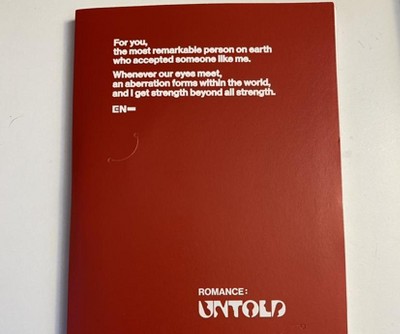 For you,
the most remarkable person on earth
who accepted someone like me.
Whenever our eyes meet,
an aberration forms within the world,
and I get strength beyond all strength.
EN-
ROMANCE:
UNTOLD